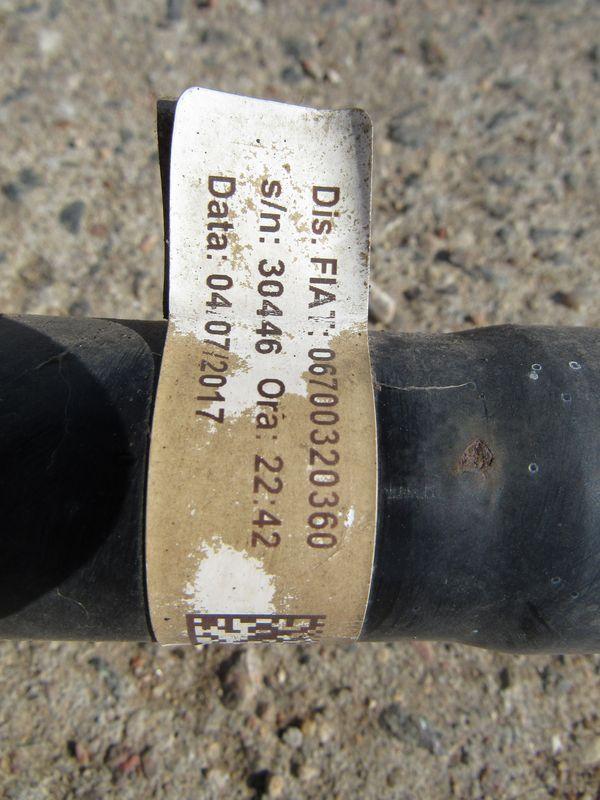 Dis. FIAT: 06700320360
s/n: 30446 Ora: 22:42
Data: 04/07/2017